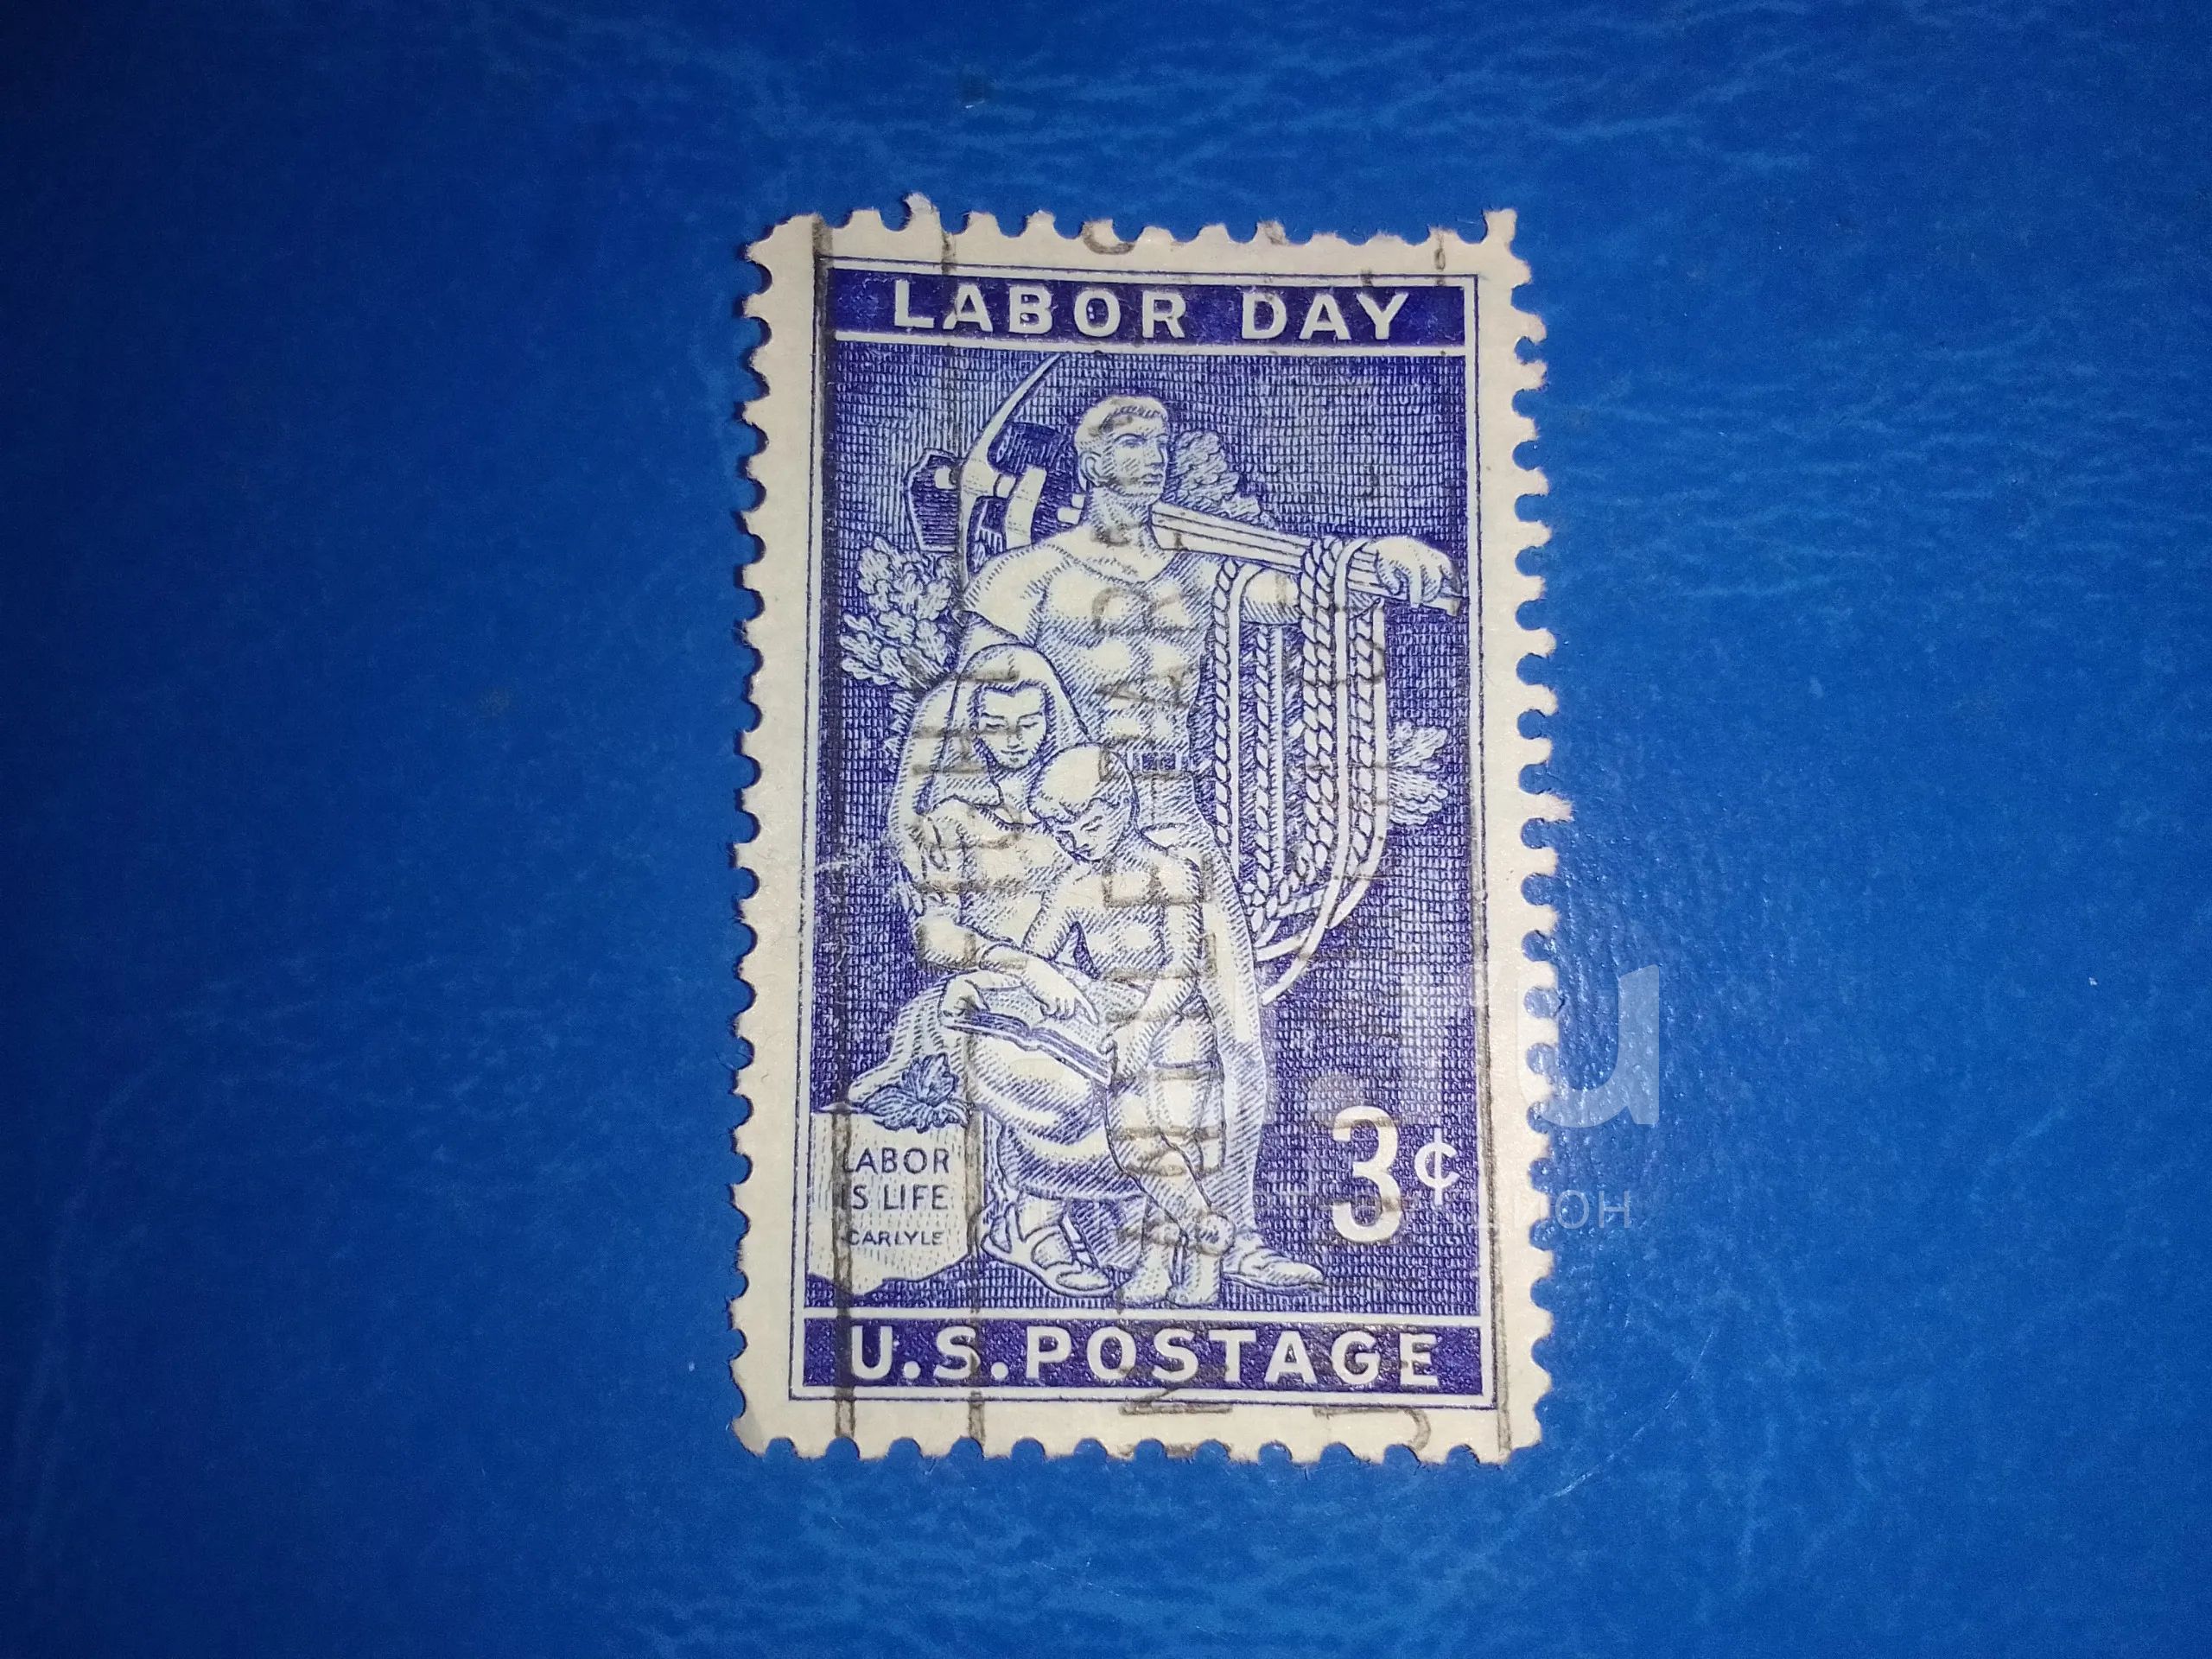 LABOR DAY
LABOR
IS LIFE
CARLYLE
3¢
U.S. POSTAGE